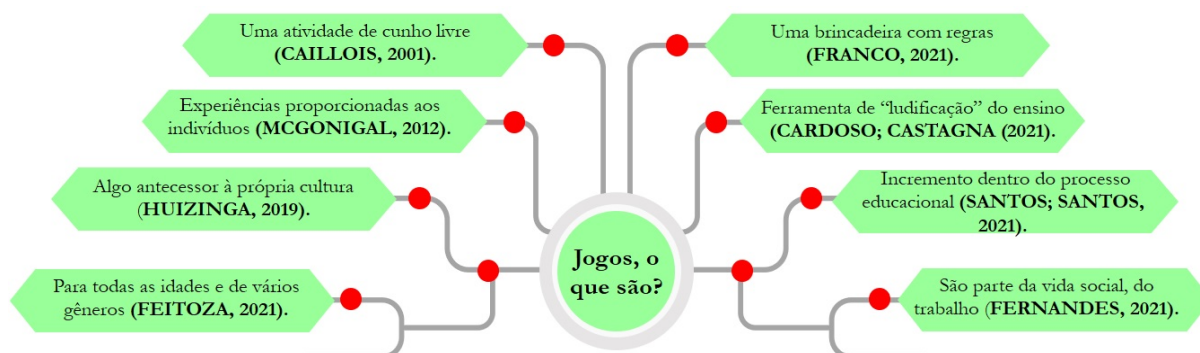 Uma atividade de cunho livre
(CAILLOIS, 2001).
Uma brincadeira com regras
(FRANCO, 2021).
Experiências proporcionadas aos
indivíduos (MCGONIGAL, 2012).
Ferramenta de “ludificação” do ensino
(CARDOSO; CASTAGNA (2021).
Algo antecessor à própria cultura
(HUIZINGA, 2019).
Incremento dentro do processo
educacional (SANTOS; SANTOS,
2021).
Jogos, o
que são?
Para todas as idades e de vários
gêneros (FEITOZA, 2021).
São parte da vida social, do
trabalho (FERNANDES, 2021).